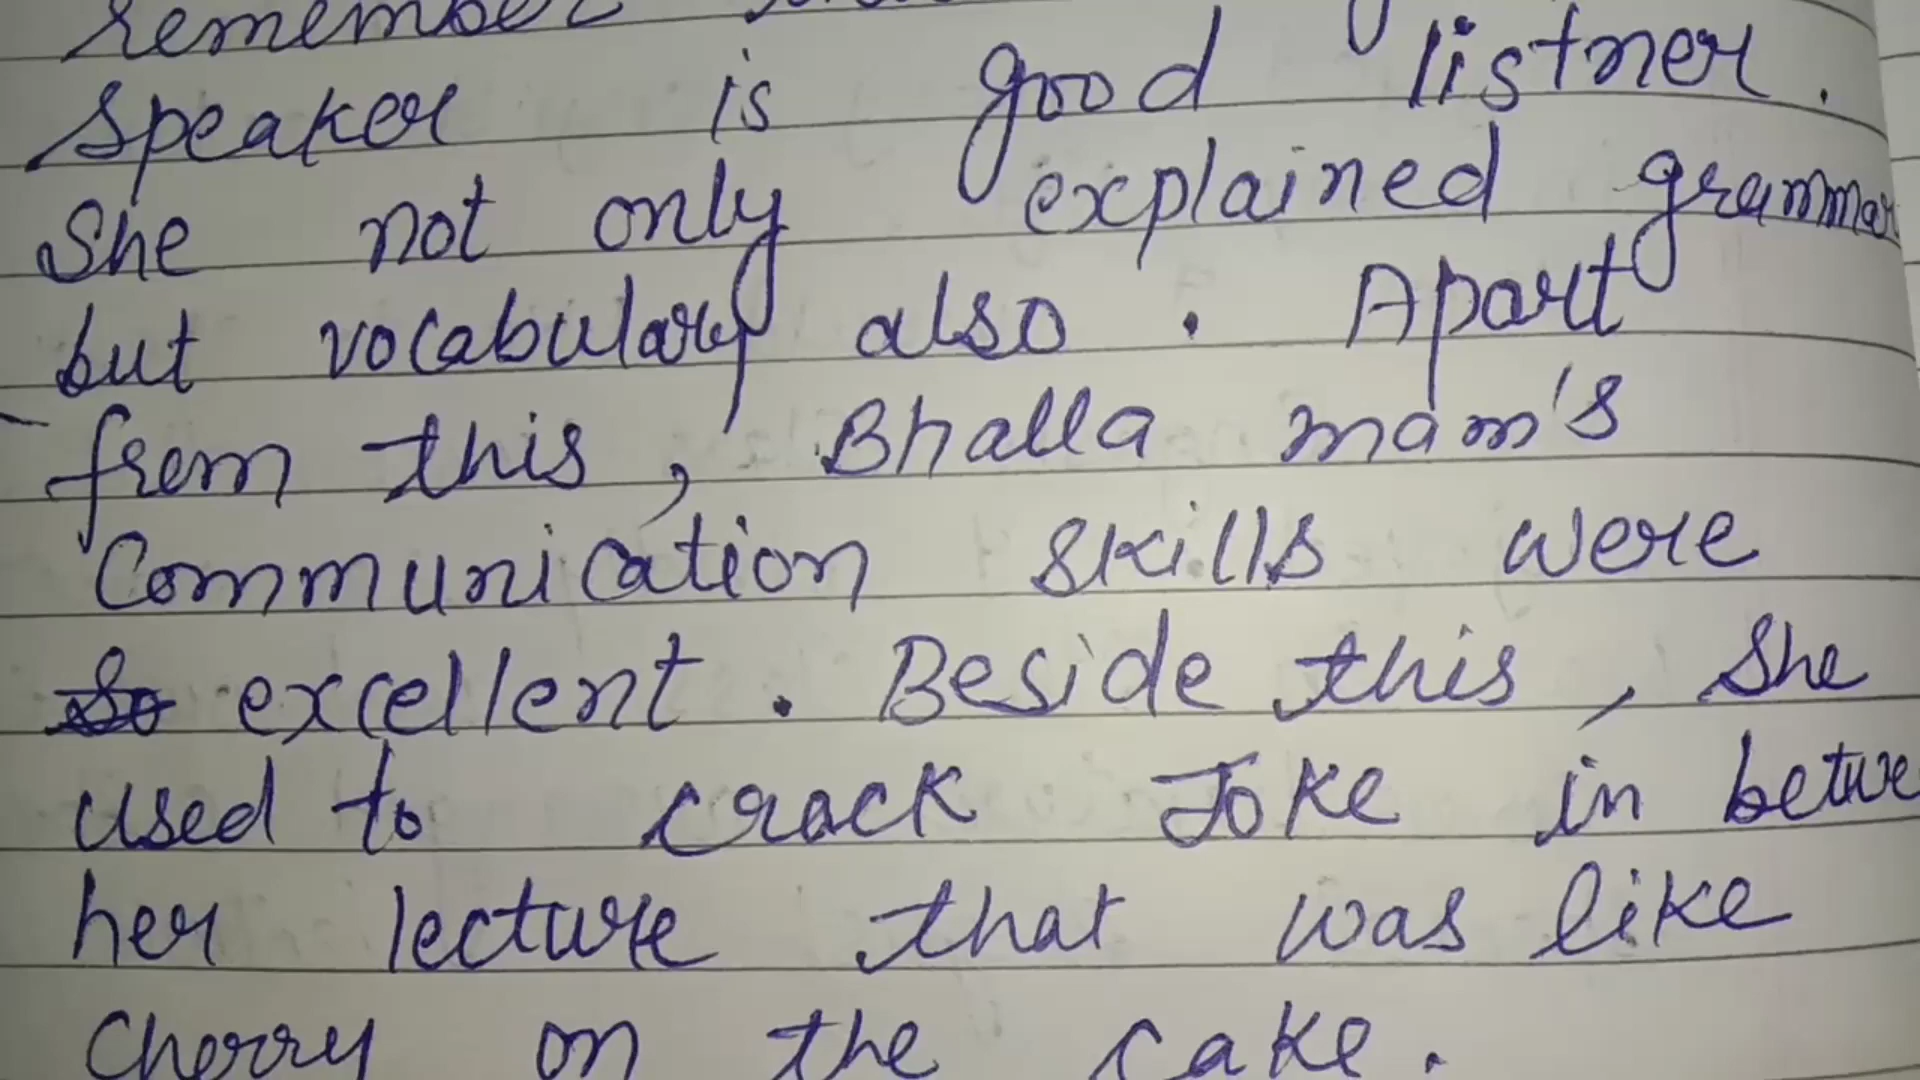 remember
speaker is good listner.
She not only explained grammar
but vocabulary also. Apart
from this, Bhalla mam's
Communication skills were
So excellent. Beside this, She
used to crack Joke in betwe
her lecture that was like
Cherry on the cake.